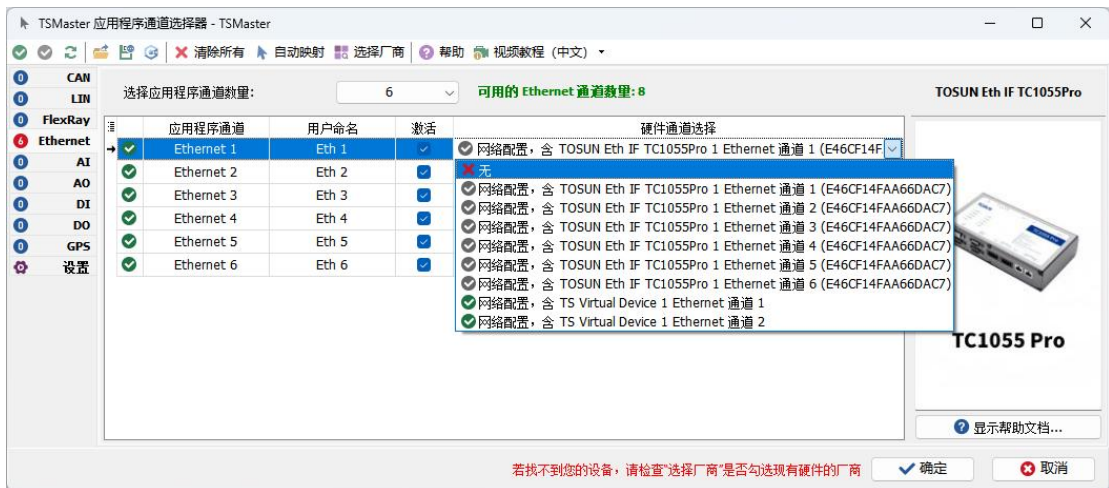 TSMaster 应用程序通道选择器 - TSMaster
清除所有 自动映射 选择厂商 帮助 视频教程（中文）
0 CAN
0 LIN
0 FlexRay
6 Ethernet
0 AI
0 AO
0 DI
0 DO
0 GPS
设置
选择应用程序通道数量: 6 可用的 Ethernet 通道数量: 8
应用程序通道 用户命名 激活 硬件通道选择
Ethernet 1 Eth 1 网络配置，含 TOSUN Eth IF TC1055Pro 1 Ethernet 通道 1 (E46CF14F
Ethernet 2 Eth 2
Ethernet 3 Eth 3
Ethernet 4 Eth 4
Ethernet 5 Eth 5
Ethernet 6 Eth 6
无
网络配置，含 TOSUN Eth IF TC1055Pro 1 Ethernet 通道 1 (E46CF14FAA66DAC7)
网络配置，含 TOSUN Eth IF TC1055Pro 1 Ethernet 通道 2 (E46CF14FAA66DAC7)
网络配置，含 TOSUN Eth IF TC1055Pro 1 Ethernet 通道 3 (E46CF14FAA66DAC7)
网络配置，含 TOSUN Eth IF TC1055Pro 1 Ethernet 通道 4 (E46CF14FAA66DAC7)
网络配置，含 TOSUN Eth IF TC1055Pro 1 Ethernet 通道 5 (E46CF14FAA66DAC7)
网络配置，含 TOSUN Eth IF TC1055Pro 1 Ethernet 通道 6 (E46CF14FAA66DAC7)
网络配置，含 TS Virtual Device 1 Ethernet 通道 1
网络配置，含 TS Virtual Device 1 Ethernet 通道 2
TOSUN Eth IF TC1055Pro
TC1055 Pro
显示帮助文档...
若找不到您的设备，请检查"选择厂商"是否勾选现有硬件的厂商
确定 取消